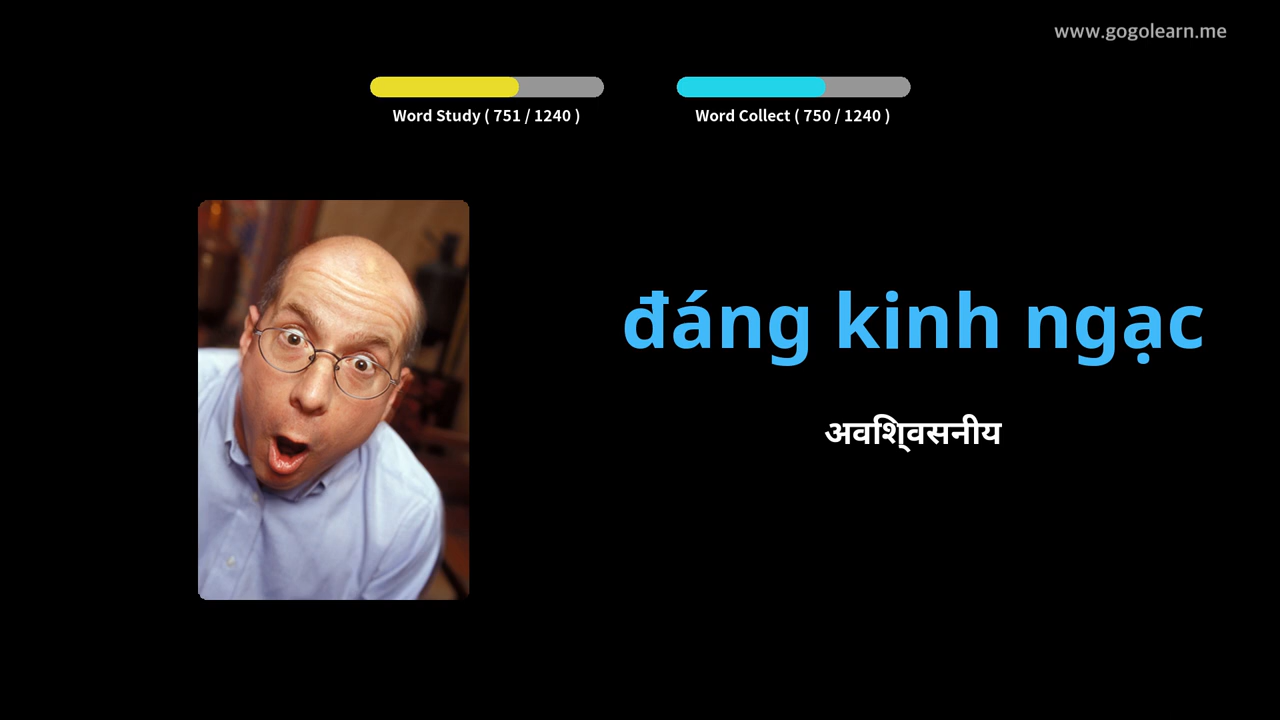 www.gogolearn.me
Word Study ( 751 / 1240 )
Word Collect ( 750 / 1240 )
đáng kinh ngạc
अविश्वसनीय